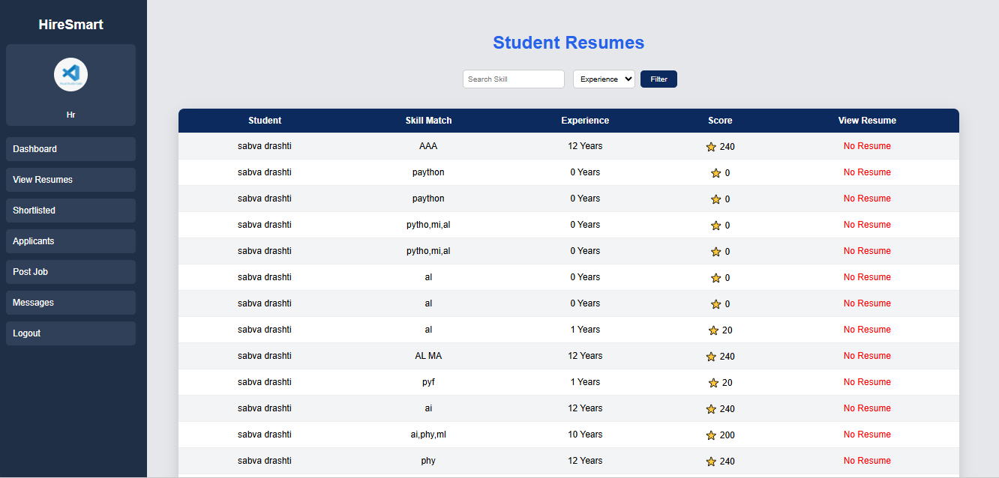 HireSmart
Hr
Dashboard
View Resumes
Shortlisted
Applicants
Post Job
Messages
Logout
Student Resumes
Search Skill Experience Filter
Student Skill Match Experience Score View Resume
sabva drashti AAA 12 Years ⭐ 240 No Resume
sabva drashti paython 0 Years ⭐ 0 No Resume
sabva drashti paython 0 Years ⭐ 0 No Resume
sabva drashti pytho,mi,al 0 Years ⭐ 0 No Resume
sabva drashti pytho,mi,al 0 Years ⭐ 0 No Resume
sabva drashti al 0 Years ⭐ 0 No Resume
sabva drashti al 0 Years ⭐ 0 No Resume
sabva drashti al 1 Years ⭐ 20 No Resume
sabva drashti AL MA 12 Years ⭐ 240 No Resume
sabva drashti pyf 1 Years ⭐ 20 No Resume
sabva drashti ai 12 Years ⭐ 240 No Resume
sabva drashti ai,phy,ml 10 Years ⭐ 200 No Resume
sabva drashti phy 12 Years ⭐ 240 No Resume